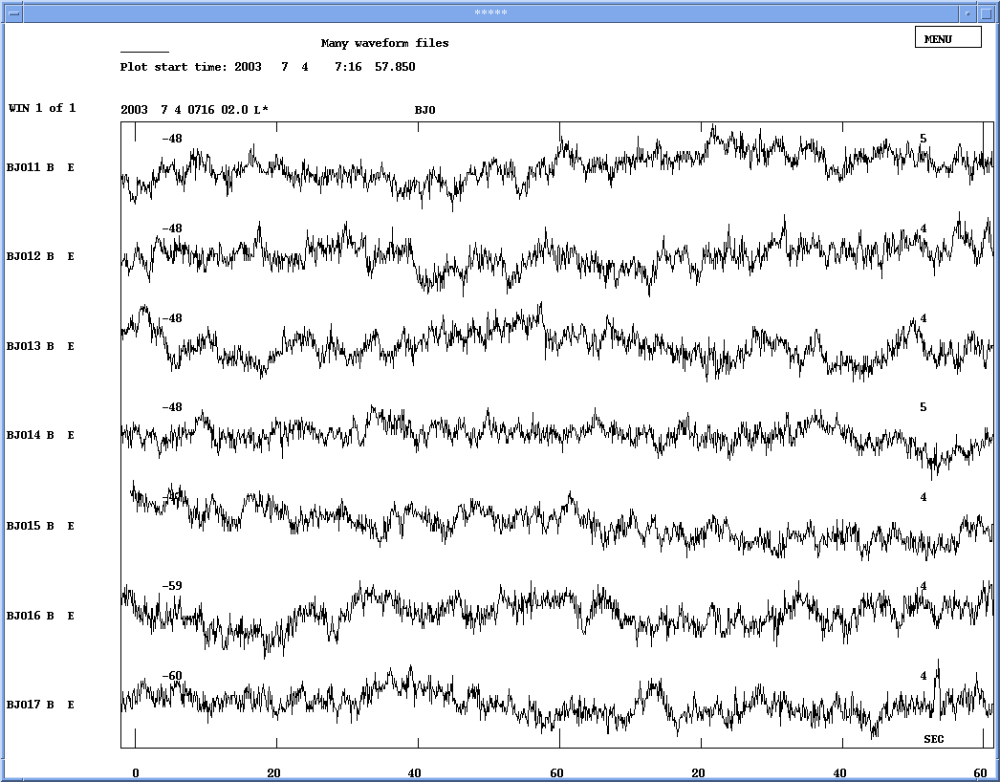 *****
Many waveform files
MENU
Plot start time: 2003   7  4    7:16  57.850
WIN 1 of 1
2003  7 4 0716 02.0 L*                      BJO
-48 5
BJO11 B  E
-48 4
BJO12 B  E
-48 4
BJO13 B  E
-48 5
BJO14 B  E
4
BJO15 B  E
-59 4
BJO16 B  E
-60 4
BJO17 B  E
SEC
0 20 40 60 20 40 60